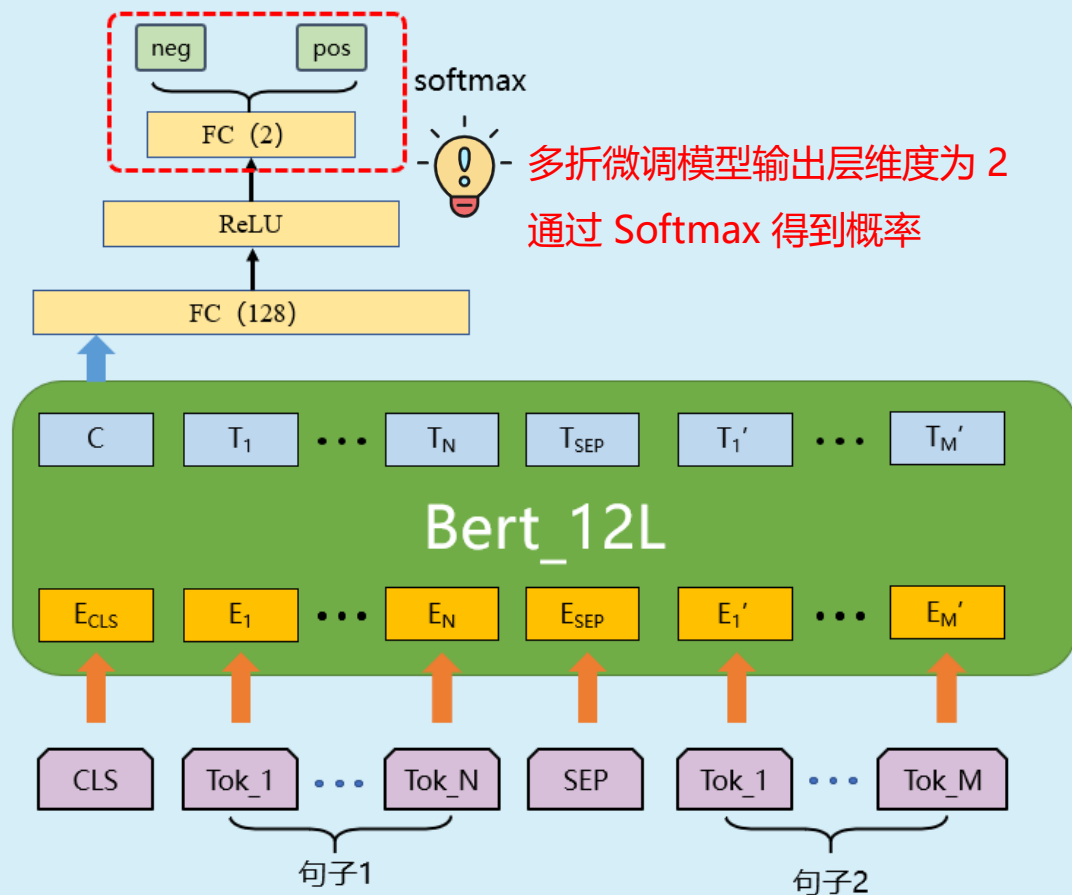 neg pos
softmax
FC（2）
多折微调模型输出层维度为 2
通过 Softmax 得到概率
ReLU
FC（128）
C T1 ••• TN TSEP T1′ ••• TM′
Bert_12L
ECLS E1 ••• EN ESEP E1′ ••• EM′
CLS Tok_1 ••• Tok_N SEP Tok_1 ••• Tok_M
句子1 句子2